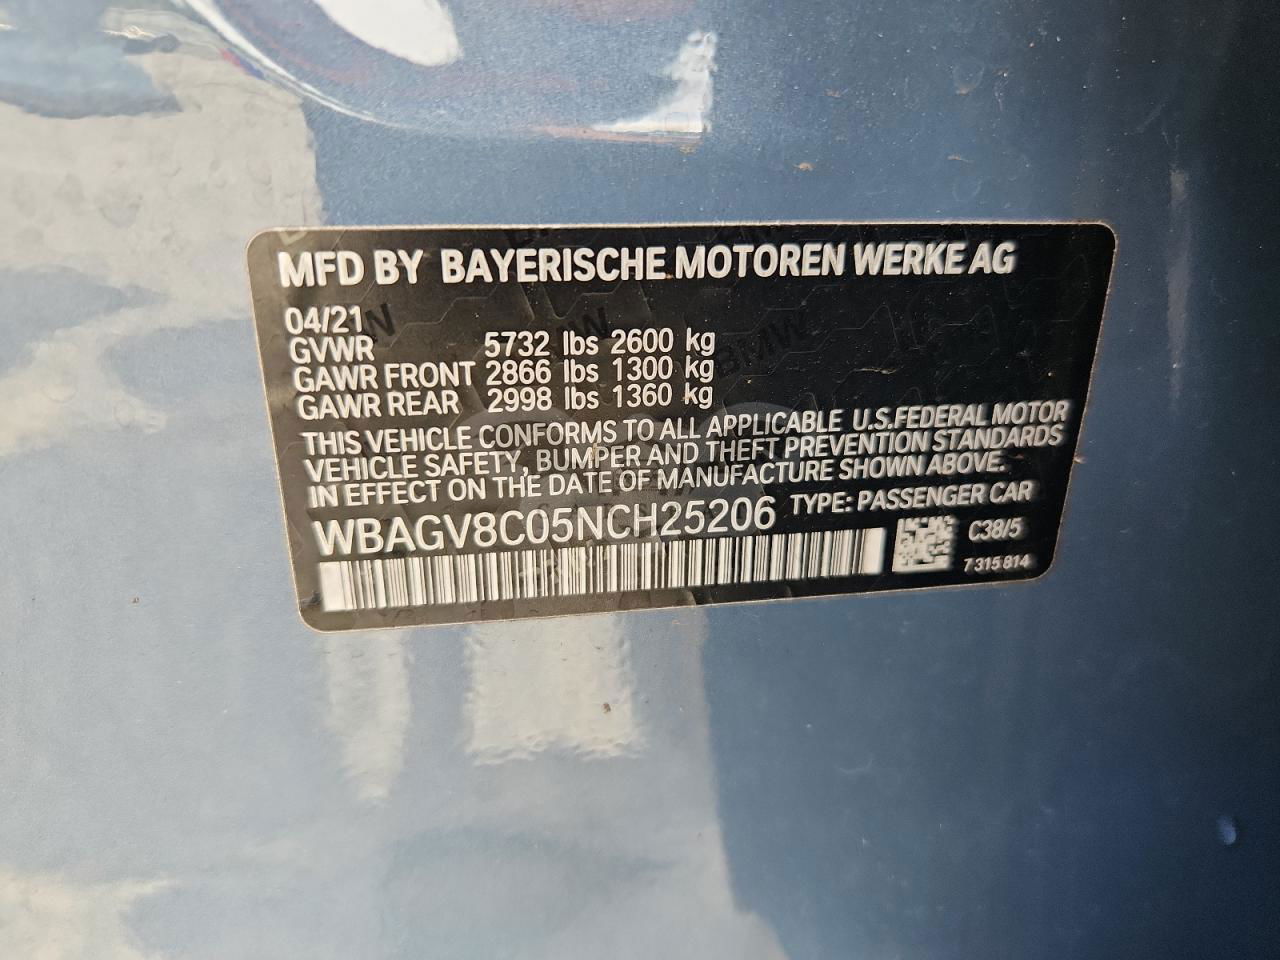 MFD BY BAYERISCHE MOTOREN WERKE AG
04/21
GVWR 5732 lbs 2600 kg
GAWR FRONT 2866 lbs 1300 kg
GAWR REAR 2998 lbs 1360 kg
THIS VEHICLE CONFORMS TO ALL APPLICABLE U.S.FEDERAL MOTOR
VEHICLE SAFETY, BUMPER AND THEFT PREVENTION STANDARDS
IN EFFECT ON THE DATE OF MANUFACTURE SHOWN ABOVE.
WBAGV8C05NCH25206 TYPE: PASSENGER CAR
C38/5
7 315 814